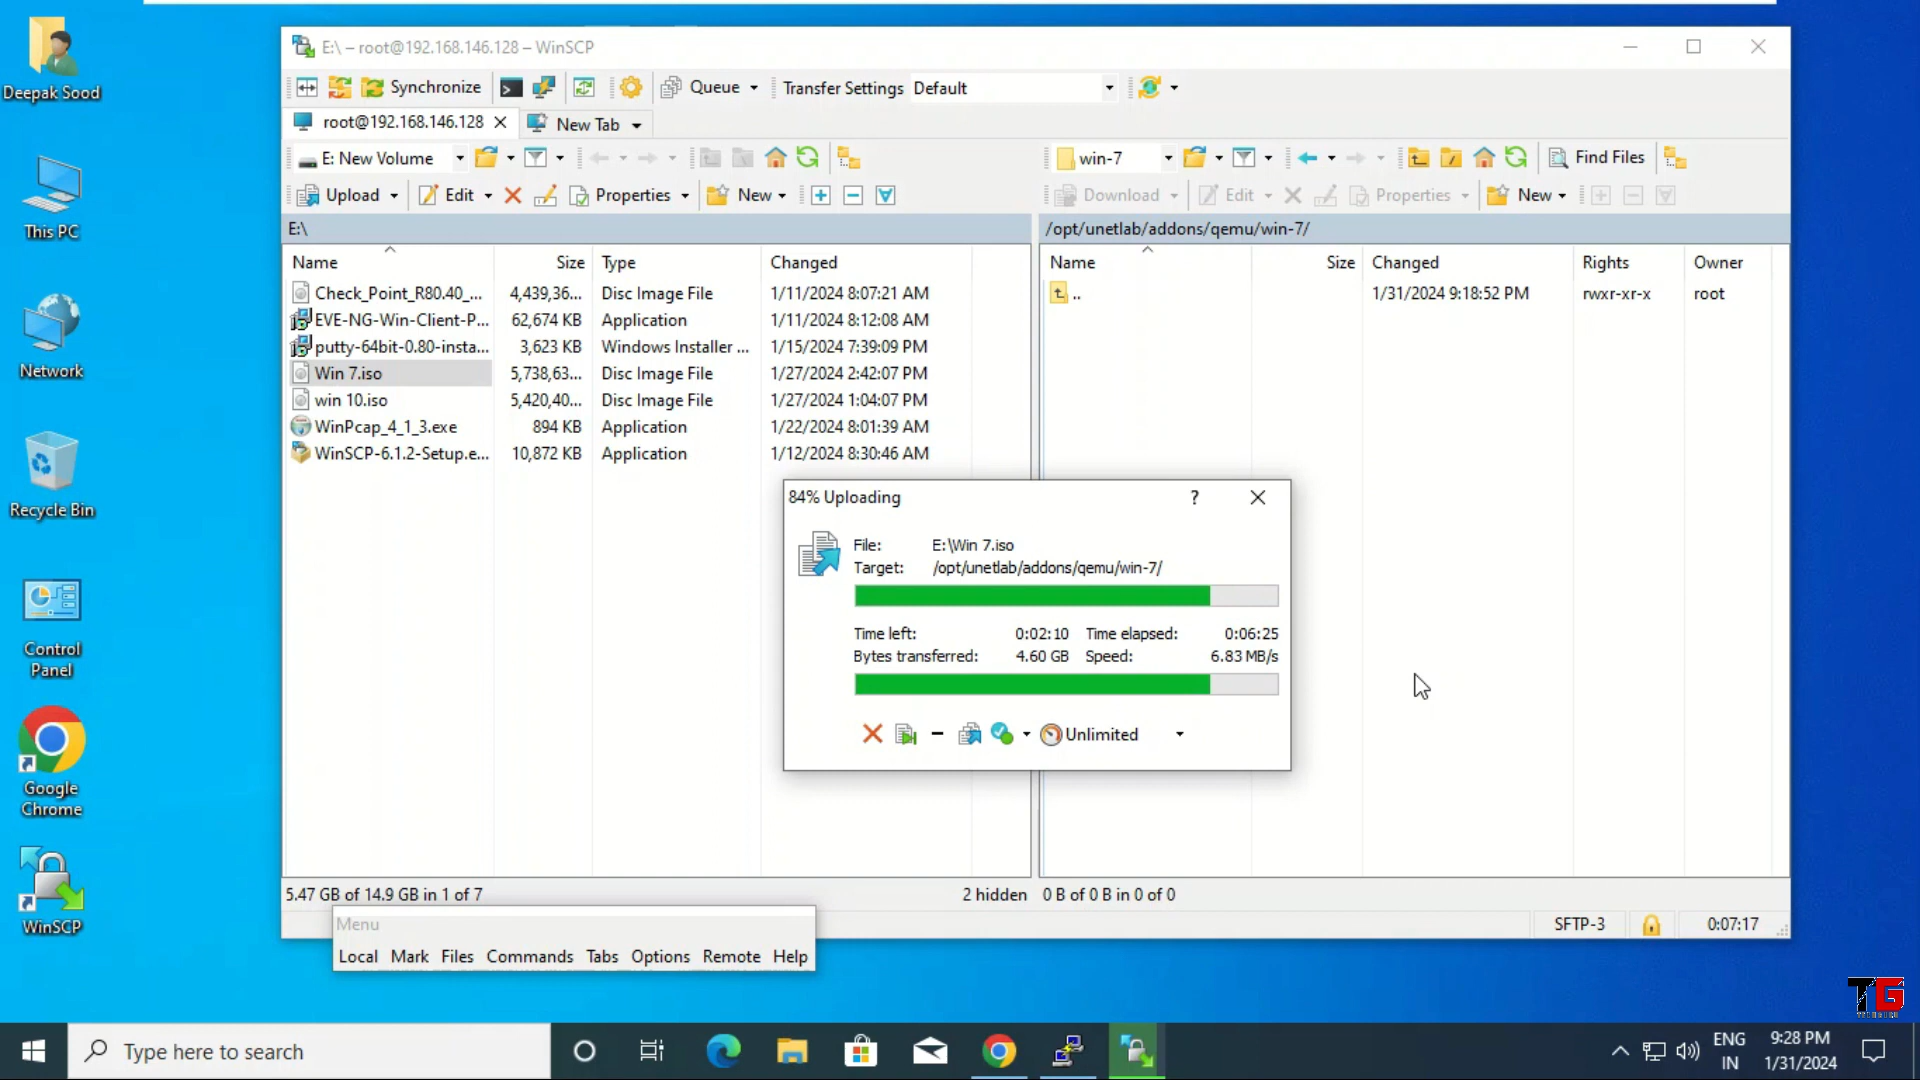 Deepak Sood
This PC
Network
Recycle Bin
Control
Panel
Google
Chrome
WinSCP
E:\ – root@192.168.146.128 – WinSCP
Synchronize
Queue
Transfer Settings Default
root@192.168.146.128
New Tab
E: New Volume
win-7
Find Files
Upload
Edit
Properties
New
Download
Edit
Properties
New
E:\
/opt/unetlab/addons/qemu/win-7/
Name Size Type Changed
Check_Point_R80.40_... 4,439,36... Disc Image File 1/11/2024 8:07:21 AM
EVE-NG-Win-Client-P... 62,674 KB Application 1/11/2024 8:12:08 AM
putty-64bit-0.80-insta... 3,623 KB Windows Installer ... 1/15/2024 7:39:09 PM
Win 7.iso 5,738,63... Disc Image File 1/27/2024 2:42:07 PM
win 10.iso 5,420,40... Disc Image File 1/27/2024 1:04:07 PM
WinPcap_4_1_3.exe 894 KB Application 1/22/2024 8:01:39 AM
WinSCP-6.1.2-Setup.e... 10,872 KB Application 1/12/2024 8:30:46 AM
Name Size Changed Rights Owner
.. 1/31/2024 9:18:52 PM rwxr-xr-x root
84% Uploading ?
File: E:\Win 7.iso
Target: /opt/unetlab/addons/qemu/win-7/
Time left: 0:02:10 Time elapsed: 0:06:25
Bytes transferred: 4.60 GB Speed: 6.83 MB/s
Unlimited
5.47 GB of 14.9 GB in 1 of 7
2 hidden
0 B of 0 B in 0 of 0
SFTP-3
0:07:17
Menu
Local Mark Files Commands Tabs Options Remote Help
TG
Type here to search
ENG
IN
9:28 PM
1/31/2024